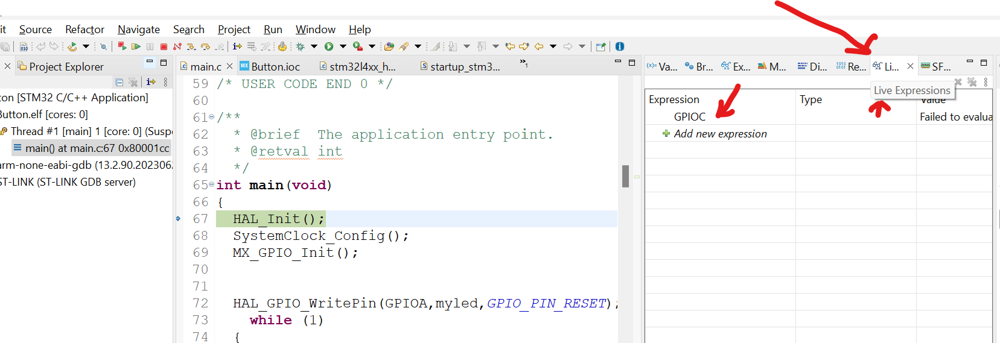 it Source Refactor Navigate Search Project Run Window Help
Project Explorer
main.c Button.ioc stm32l4xx_h... startup_stm3... »1
(x)= Va... Br... Ex... M... Di... Re... Li... SF...
Live Expressions
ton [STM32 C/C++ Application]
Button.elf [cores: 0]
Thread #1 [main] 1 [core: 0] (Suspe
main() at main.c:67 0x80001cc
arm-none-eabi-gdb (13.2.90.2023062
ST-LINK (ST-LINK GDB server)
59 /* USER CODE END 0 */
60
61 /**
62 * @brief  The application entry point.
63 * @retval int
64 */
65 int main(void)
66 {
67 HAL_Init();
68 SystemClock_Config();
69 MX_GPIO_Init();
70
71
72 HAL_GPIO_WritePin(GPIOA,myled,GPIO_PIN_RESET);
73 while (1)
74 {
Expression Type Value
GPIOC Failed to evalua
Add new expression